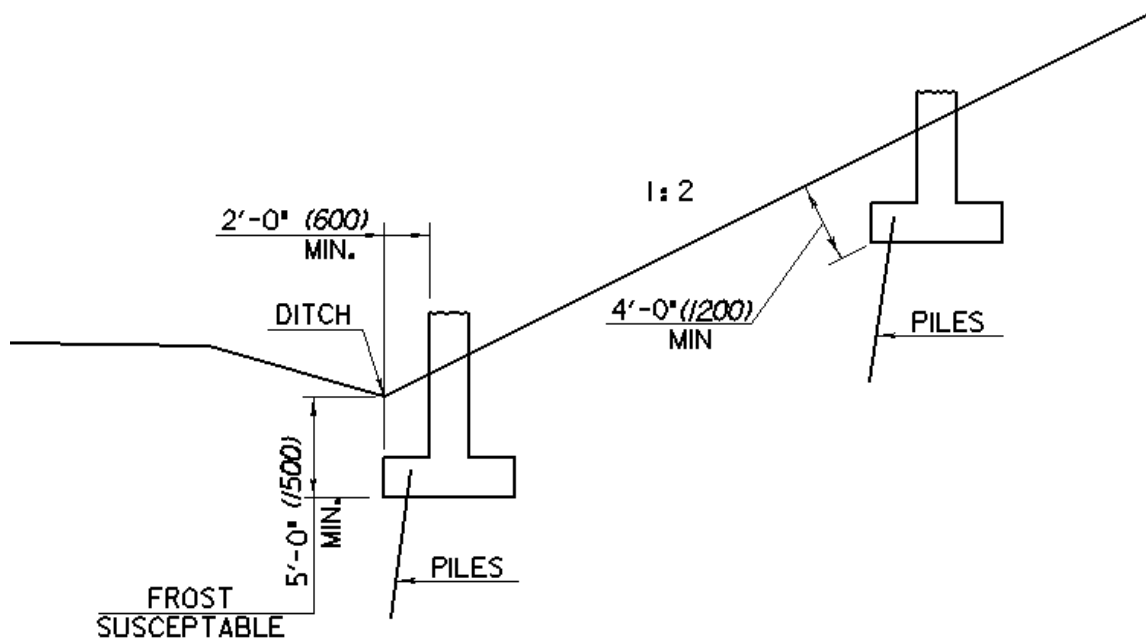 1:2
2'-0" (600)
MIN.
DITCH
4'-0" (1200)
MIN
PILES
5'-0" (1500)
MIN.
PILES
FROST
SUSCEPTABLE